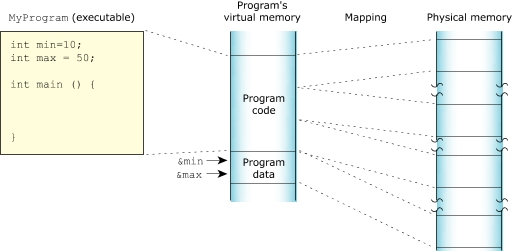 MyProgram (executable)
Program's
virtual memory
Mapping
Physical memory
int min=10;
int max = 50;
int main () {
}
Program
code
&min
&max
Program
data